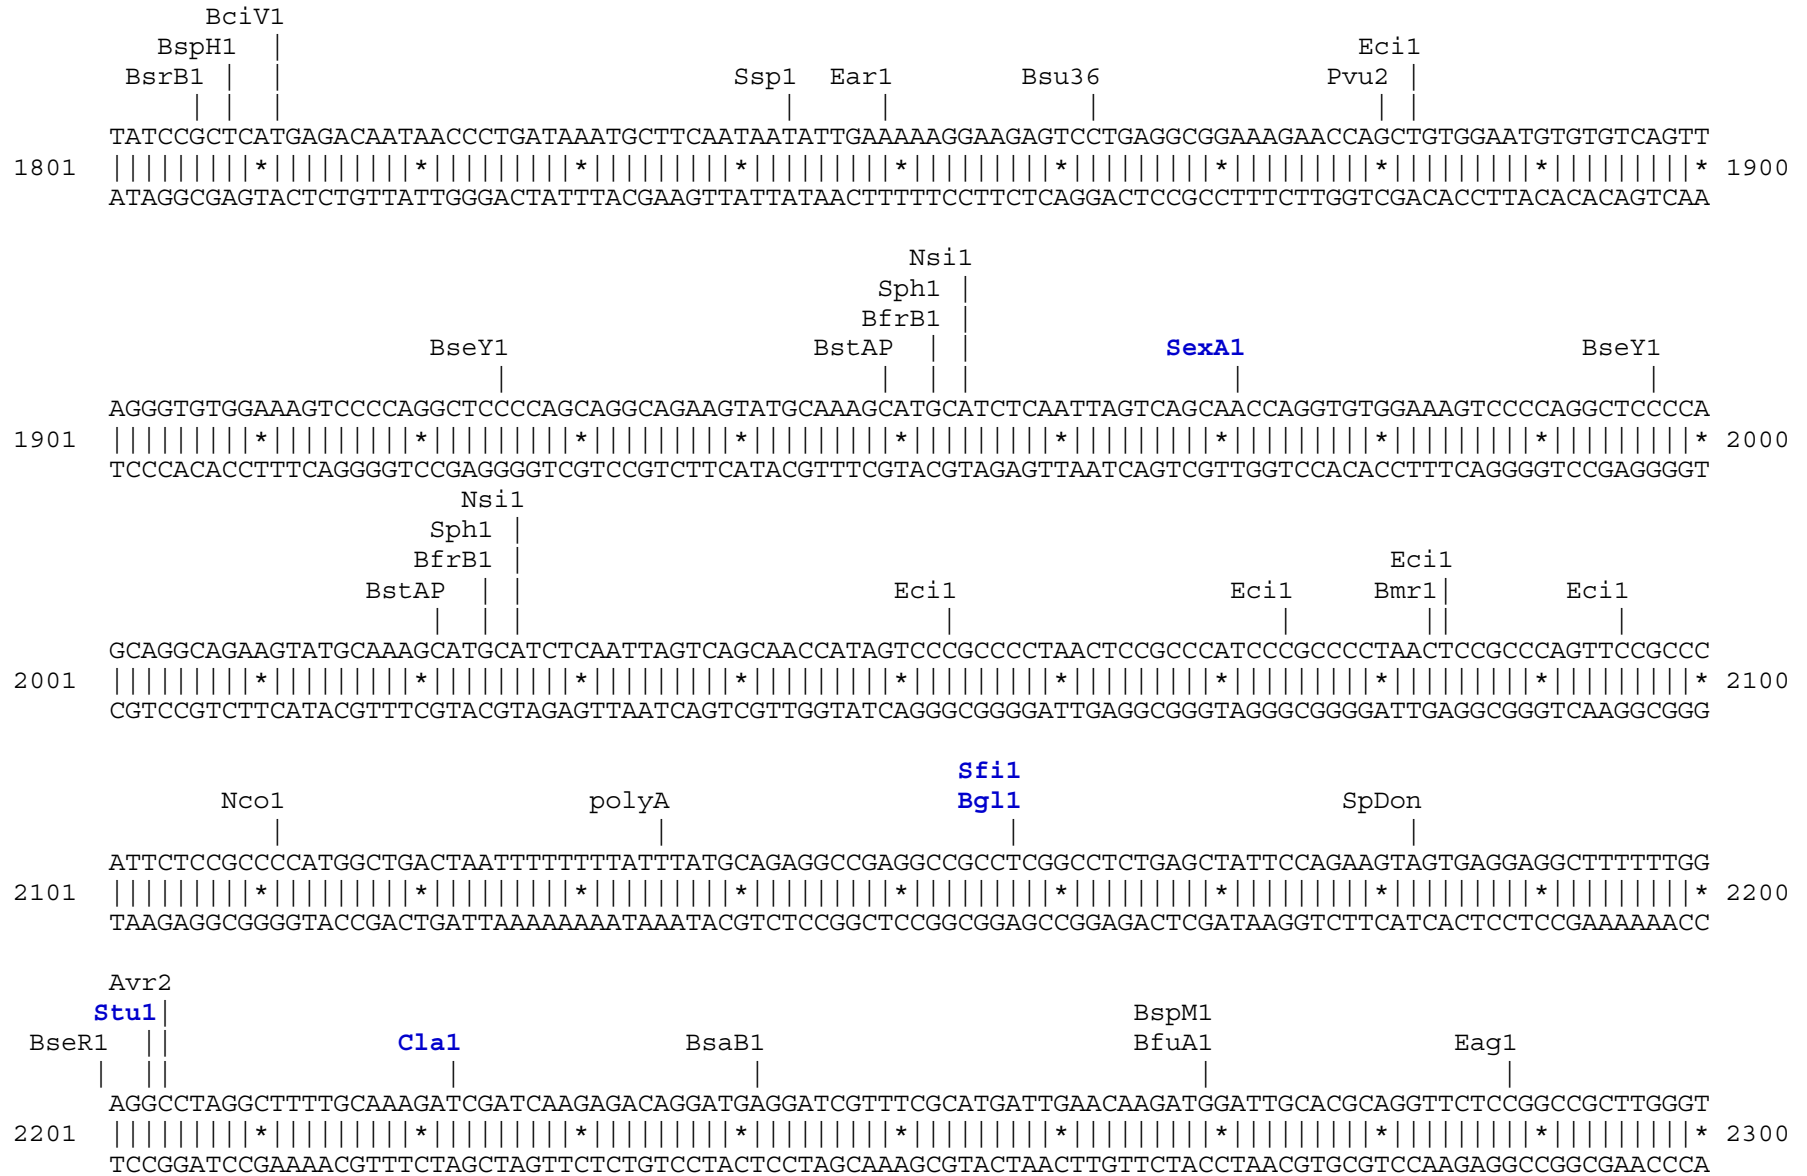 BciV1
BspH1 | Eci1
BsrB1 | | Ssp1 Ear1 Bsu36 Pvu2 |
| | | | | | | |
TATCCGCTCATGAGACAATAACCCTGATAAATGCTTCAATAATATTGAAAAAGGAAGAGTCCTGAGGCGGAAAGAACCAGCTGTGGAATGTGTGTCAGTT
1801 |||||||||*|||||||||*|||||||||*|||||||||*|||||||||*|||||||||*|||||||||*|||||||||*|||||||||*|||||||||* 1900
ATAGGCGAGTACTCTGTTATTGGGACTATTTACGAAGTTATTATAACTTTTTCCTTCTCAGGACTCCGCCTTTCTTGGTCGACACCTTACACACAGTCAA
Nsi1
Sph1 |
BfrB1 |
BseY1 BstAP | | SexA1 BseY1
| | | | | |
AGGGTGTGGAAAGTCCCCAGGCTCCCCAGCAGGCAGAAGTATGCAAAGCATGCATCTCAATTAGTCAGCAACCAGGTGTGGAAAGTCCCCAGGCTCCCCA
1901 |||||||||*|||||||||*|||||||||*|||||||||*|||||||||*|||||||||*|||||||||*|||||||||*|||||||||*|||||||||* 2000
TCCCACACCTTTCAGGGGTCCGAGGGGTCGTCCGTCTTCATACGTTTCGTACGTAGAGTTAATCAGTCGTTGGTCCACACCTTTCAGGGGTCCGAGGGGT
Nsi1
Sph1 |
BfrB1 | Eci1
BstAP | | Eci1 Eci1 Bmr1| Eci1
| | | | | || |
GCAGGCAGAAGTATGCAAAGCATGCATCTCAATTAGTCAGCAACCATAGTCCCGCCCCTAACTCCGCCCATCCCGCCCCTAACTCCGCCCAGTTCCGCCC
2001 |||||||||*|||||||||*|||||||||*|||||||||*|||||||||*|||||||||*|||||||||*|||||||||*|||||||||*|||||||||* 2100
CGTCCGTCTTCATACGTTTCGTACGTAGAGTTAATCAGTCGTTGGTATCAGGGCGGGGATTGAGGCGGGTAGGGCGGGGATTGAGGCGGGTCAAGGCGGG
Sfi1
Nco1 polyA Bgl1 SpDon
| | | |
ATTCTCCGCCCCATGGCTGACTAATTTTTTTTATTTATGCAGAGGCCGAGGCCGCCTCGGCCTCTGAGCTATTCCAGAAGTAGTGAGGAGGCTTTTTTGG
2101 |||||||||*|||||||||*|||||||||*|||||||||*|||||||||*|||||||||*|||||||||*|||||||||*|||||||||*|||||||||* 2200
TAAGAGGCGGGGTACCGACTGATTAAAAAAAATAAATACGTCTCCGGCTCCGGCGGAGCCGGAGACTCGATAAGGTCTTCATCACTCCTCCGAAAAAACC
Avr2
Stu1| BspM1
BseR1 || Cla1 BsaB1 BfuA1 Eag1
| || | | | |
AGGCCTAGGCTTTTGCAAAGATCGATCAAGAGACAGGATGAGGATCGTTTCGCATGATTGAACAAGATGGATTGCACGCAGGTTCTCCGGCCGCTTGGGT
2201 |||||||||*|||||||||*|||||||||*|||||||||*|||||||||*|||||||||*|||||||||*|||||||||*|||||||||*|||||||||* 2300
TCCGGATCCGAAAACGTTTCTAGCTAGTTCTCTGTCCTACTCCTAGCAAAGCGTACTAACTTGTTCTACCTAACGTGCGTCCAAGAGGCCGGCGAACCCA